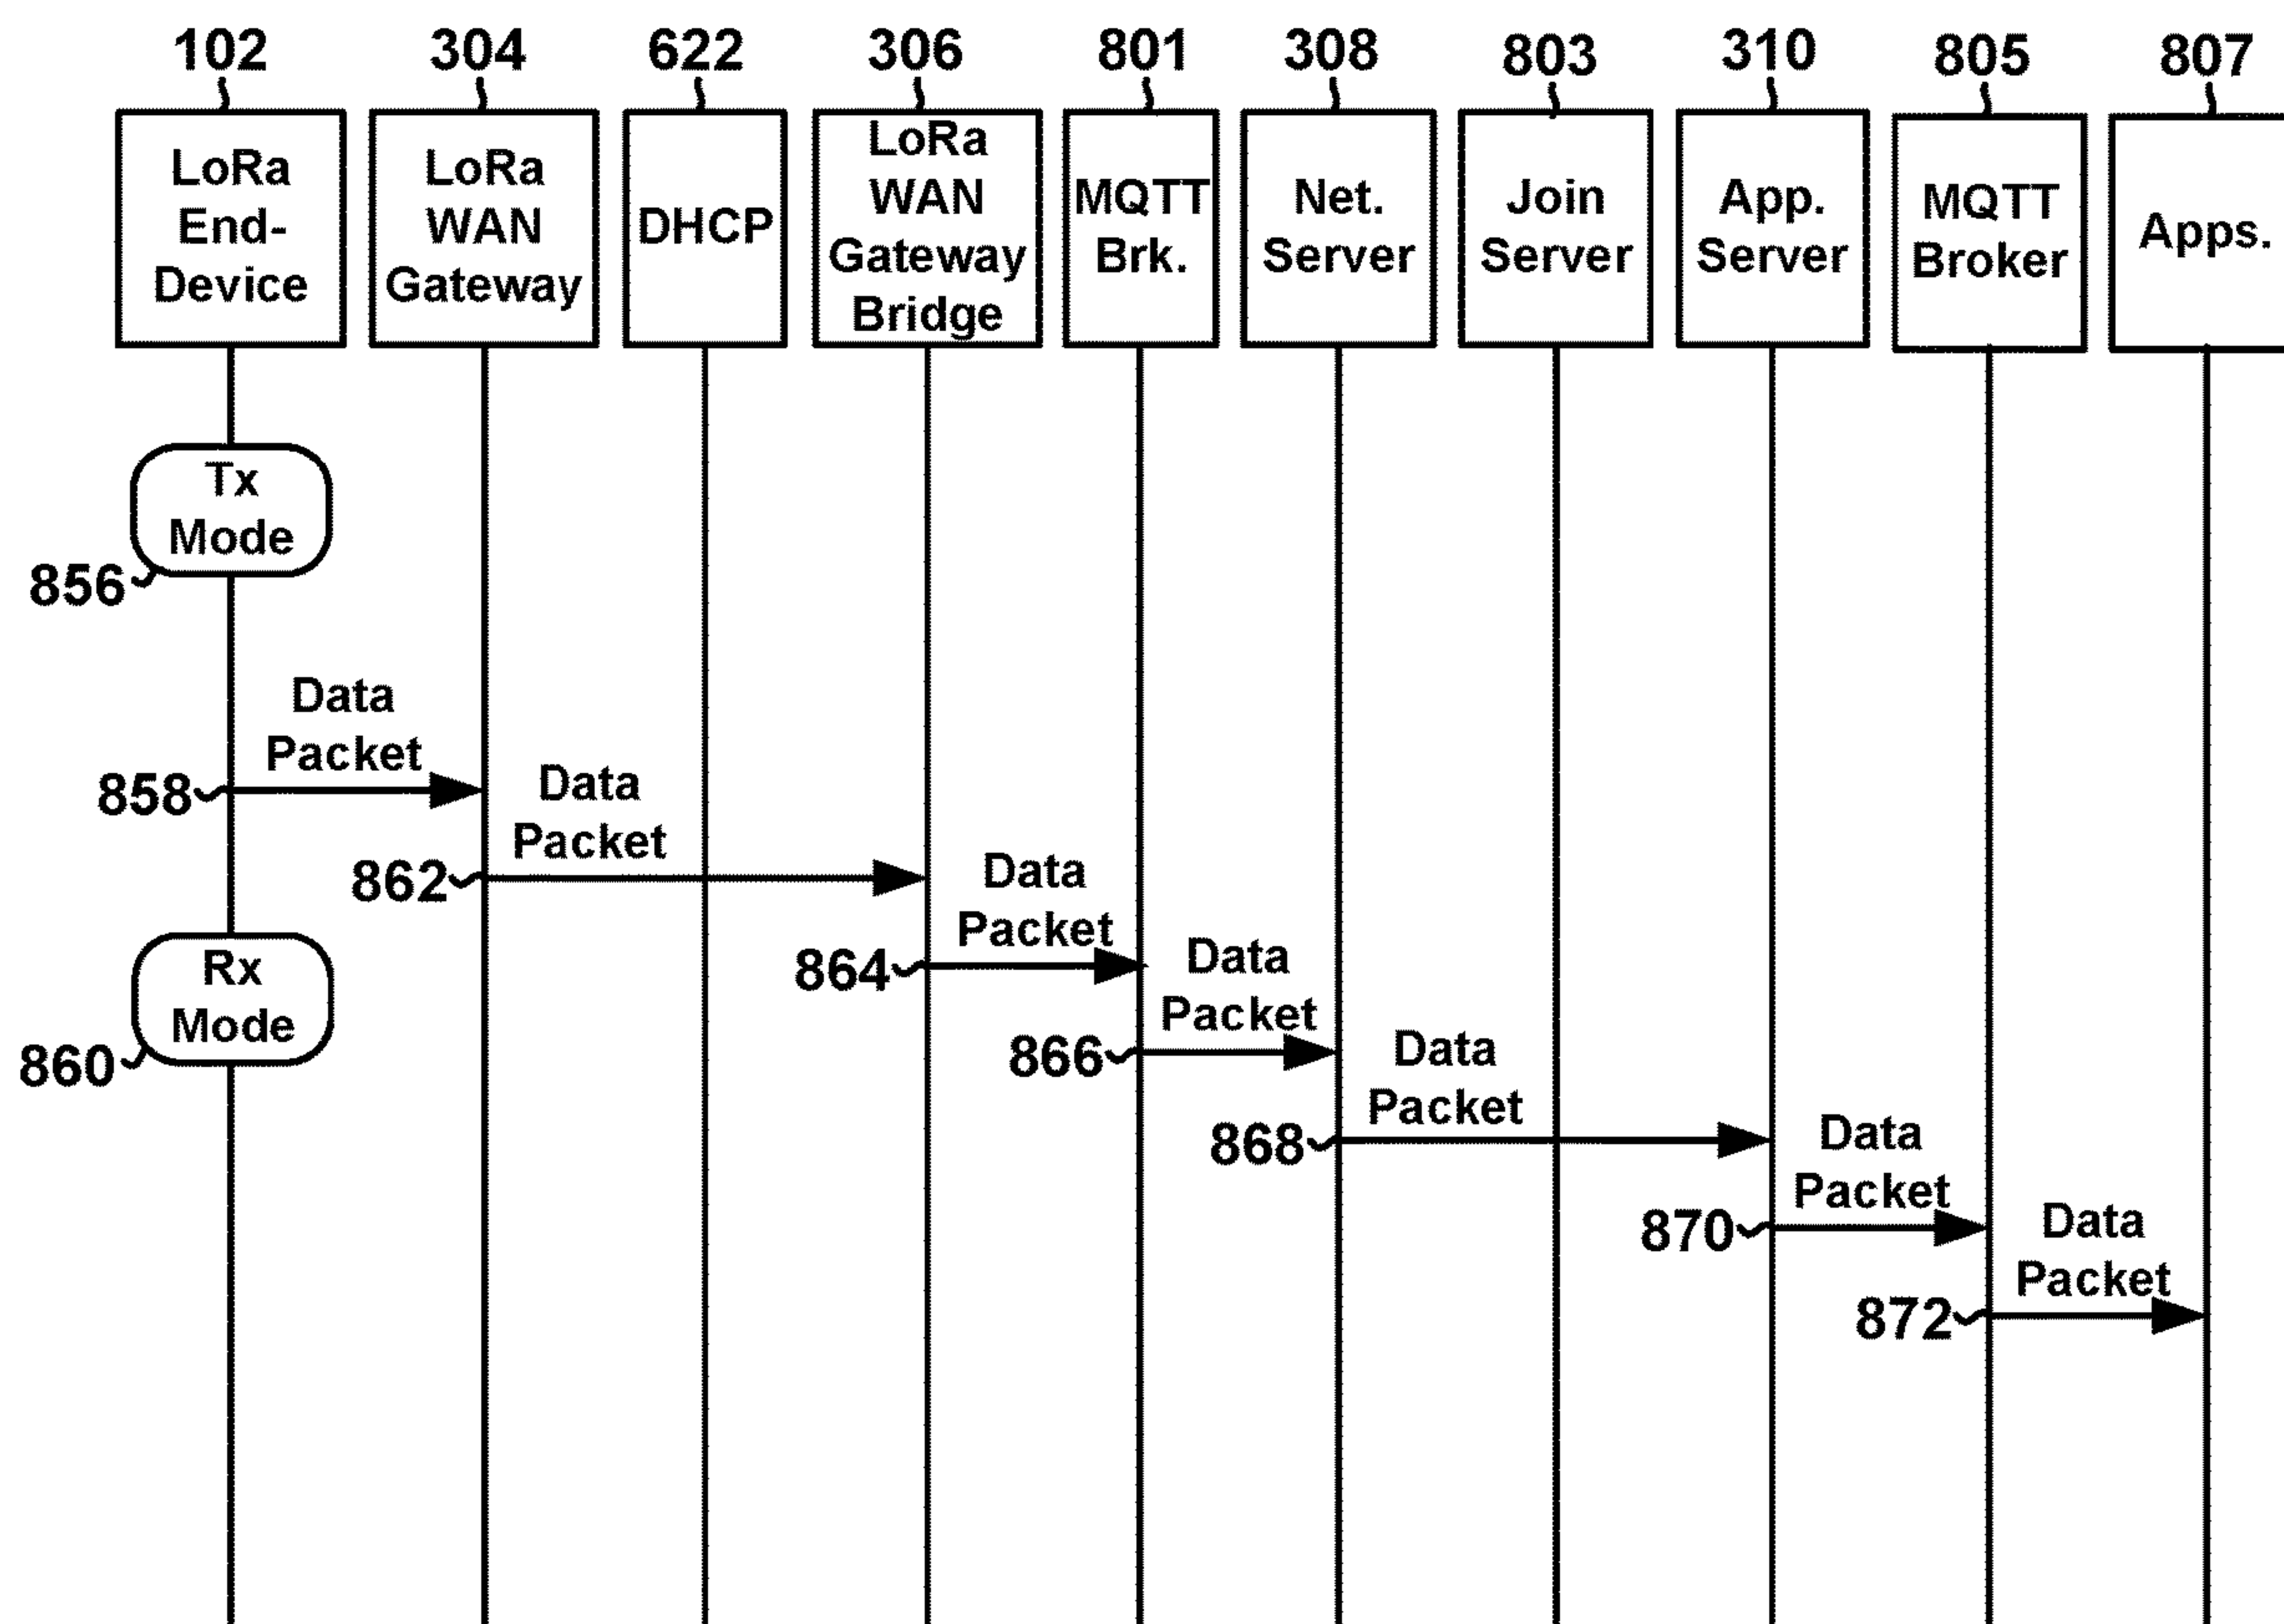 102
304
622
306
801
308
803
310
805
807
LoRa
End-
Device
LoRa
WAN
Gateway
DHCP
LoRa
WAN
Gateway
Bridge
MQTT
Brk.
Net.
Server
Join
Server
App.
Server
MQTT
Broker
Apps.
Tx
Mode
856
Data
Packet
858
Data
Packet
862
Data
Packet
864
Rx
Mode
860
Data
Packet
866
Data
Packet
868
Data
Packet
870
Data
Packet
872